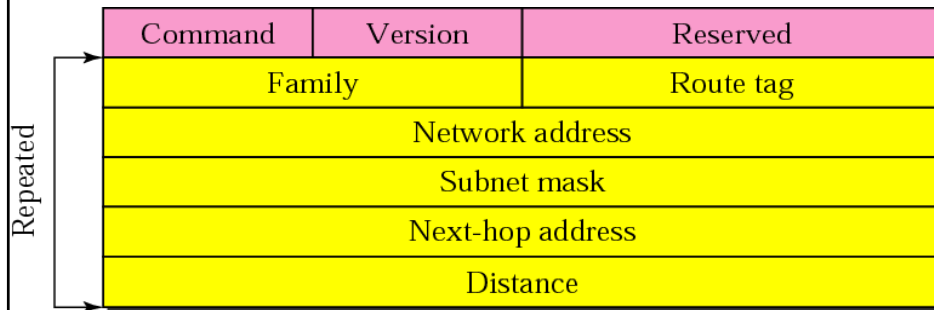 Command Version Reserved
Family Route tag
Network address
Subnet mask
Next-hop address
Distance
Repeated